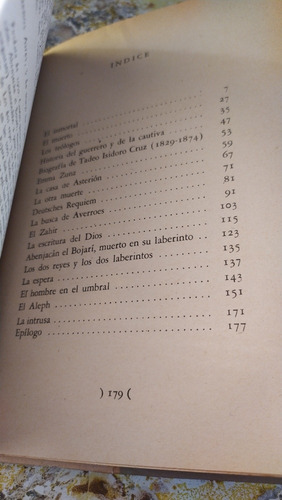 INDICE
El inmortal 7
El muerto 27
Los teólogos 35
Historia del guerrero y de la cautiva 47
Biografía de Tadeo Isidoro Cruz (1829-1874) 53
Emma Zunz 59
La casa de Asterión 67
La otra muerte 71
Deutsches Requiem 81
La busca de Averroes 91
El Zahir 103
La escritura del Dios 115
Abenjacán el Bojarí, muerto en su laberinto 123
Los dos reyes y los dos laberintos 135
La espera 137
El hombre en el umbral 143
El Aleph 151
La intrusa 171
Epílogo 177
) 179 (